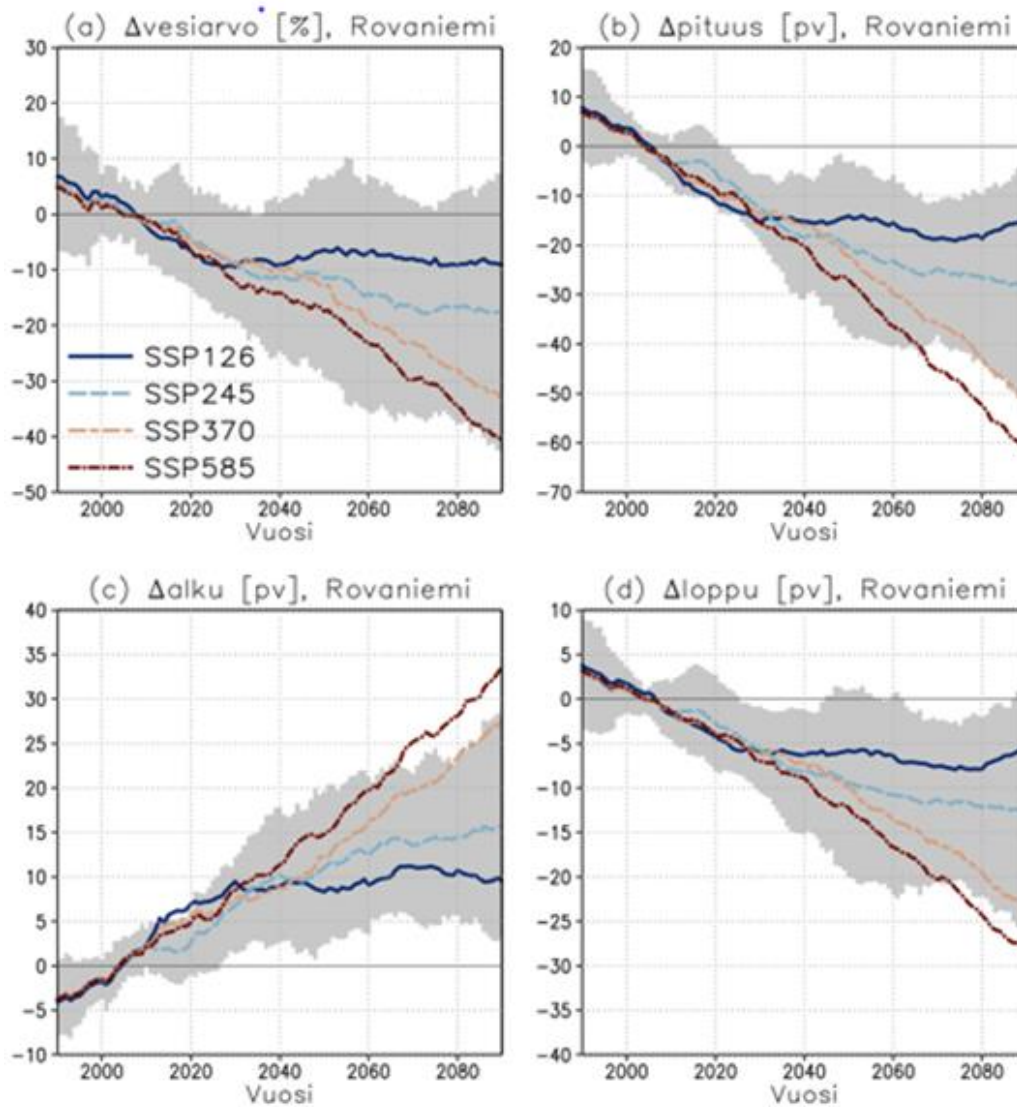 (a) Δvesiarvo [%], Rovaniemi
30
20
10
0
−10
−20
−30
−40
−50
SSP126
SSP245
SSP370
SSP585
2000 2020 2040 2060 2080
Vuosi
(b) Δpituus [pv], Rovaniemi
20
10
0
−10
−20
−30
−40
−50
−60
−70
2000 2020 2040 2060 2080
Vuosi
(c) Δalku [pv], Rovaniemi
40
35
30
25
20
15
10
5
0
−5
−10
2000 2020 2040 2060 2080
Vuosi
(d) Δloppu [pv], Rovaniemi
10
5
0
−5
−10
−15
−20
−25
−30
−35
−40
2000 2020 2040 2060 2080
Vuosi